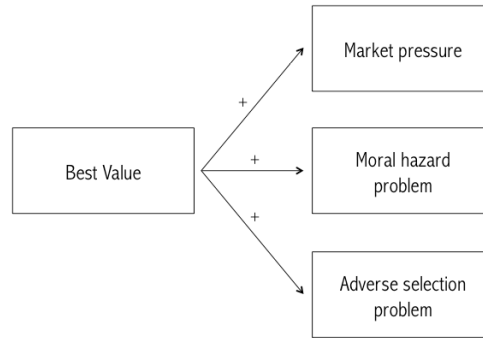 Market pressure
+
Best Value
+
Moral hazard
problem
+
Adverse selection
problem